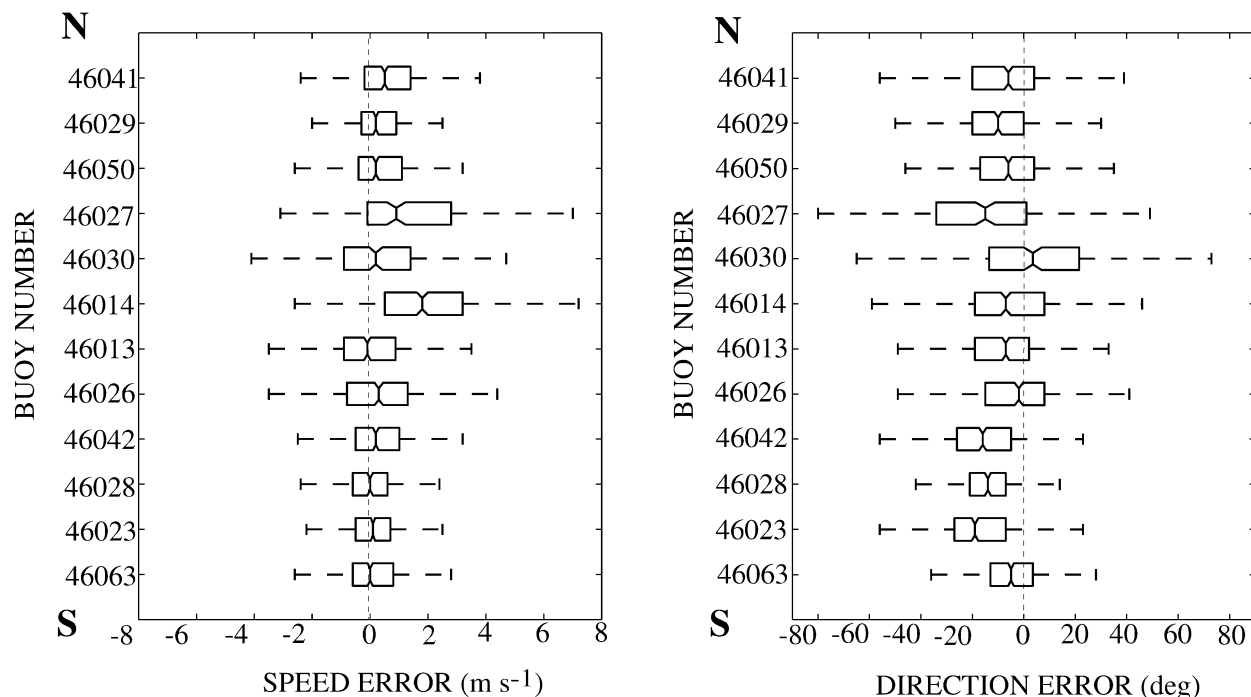 N
46041
46029
46050
46027
46030
46014
46013
46026
46042
46028
46023
46063
BUOY NUMBER
S
-8 -6 -4 -2 0 2 4 6 8
SPEED ERROR (m s-1)
N
46041
46029
46050
46027
46030
46014
46013
46026
46042
46028
46023
46063
BUOY NUMBER
S
-80 -60 -40 -20 0 20 40 60 80
DIRECTION ERROR (deg)